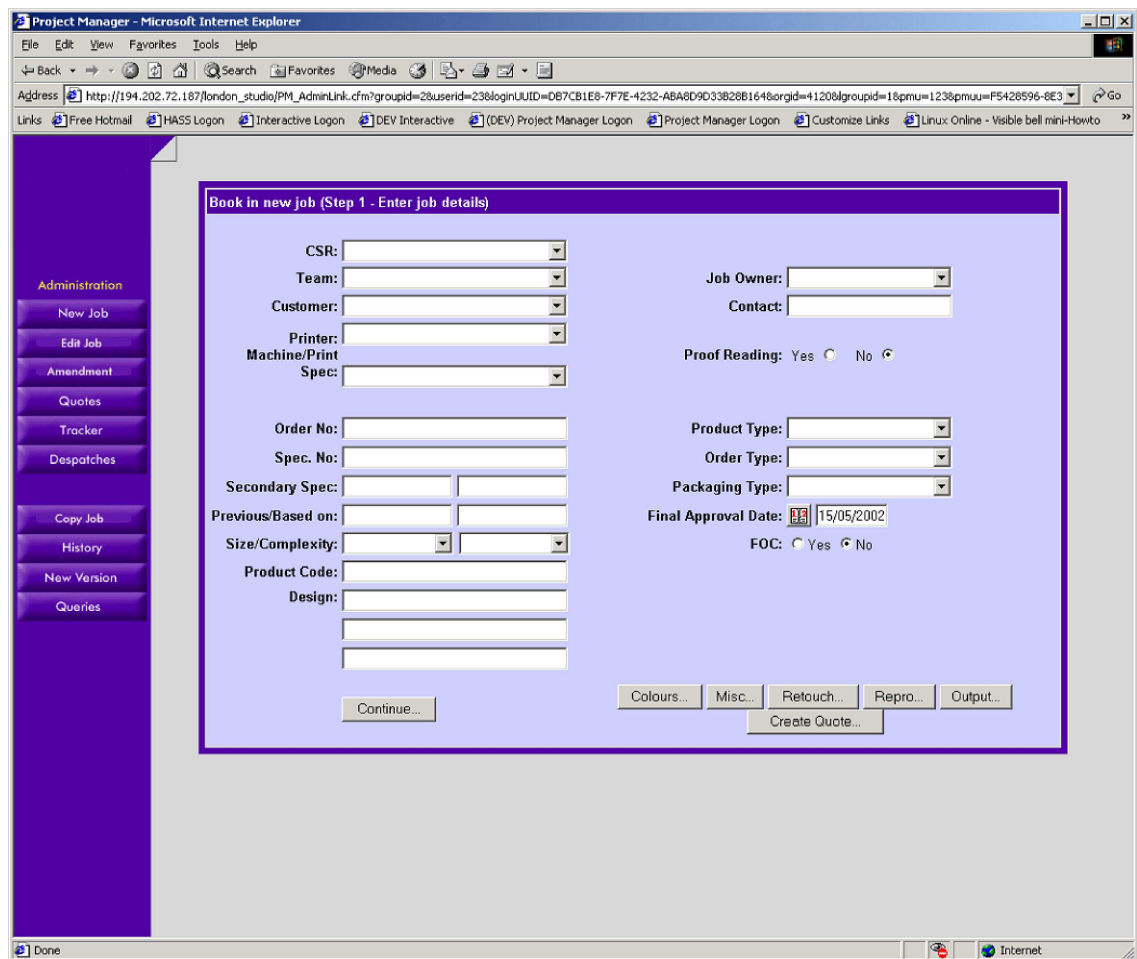 Project Manager - Microsoft Internet Explorer
File Edit View Favorites Tools Help
Back Search Favorites Media
Address http://194.202.72.187/london_studio/PM_AdminLink.cfm?groupid=2&userid=23&loginUUID=DB7CB1E8-7F7E-4232-ABA8D9D33B28B164&orgid=4120&lgroupid=1&pmu=123&pmuu=F5428596-8E3 Go
Links Free Hotmail HASS Logon Interactive Logon DEV Interactive (DEV) Project Manager Logon Project Manager Logon Customize Links Linux Online - Visible bell mini-Howto »
Book in new job (Step 1 - Enter job details)
CSR:
Team: Job Owner:
Customer: Contact:
Printer:
Machine/Print Spec: Proof Reading: Yes No
Order No: Product Type:
Spec. No: Order Type:
Secondary Spec: Packaging Type:
Previous/Based on: Final Approval Date: 15/05/2002
Size/Complexity: FOC: Yes No
Product Code:
Design:
Colours... Misc... Retouch... Repro... Output...
Continue... Create Quote...
Administration
New Job
Edit Job
Amendment
Quotes
Tracker
Despatches
Copy Job
History
New Version
Queries
Done Internet